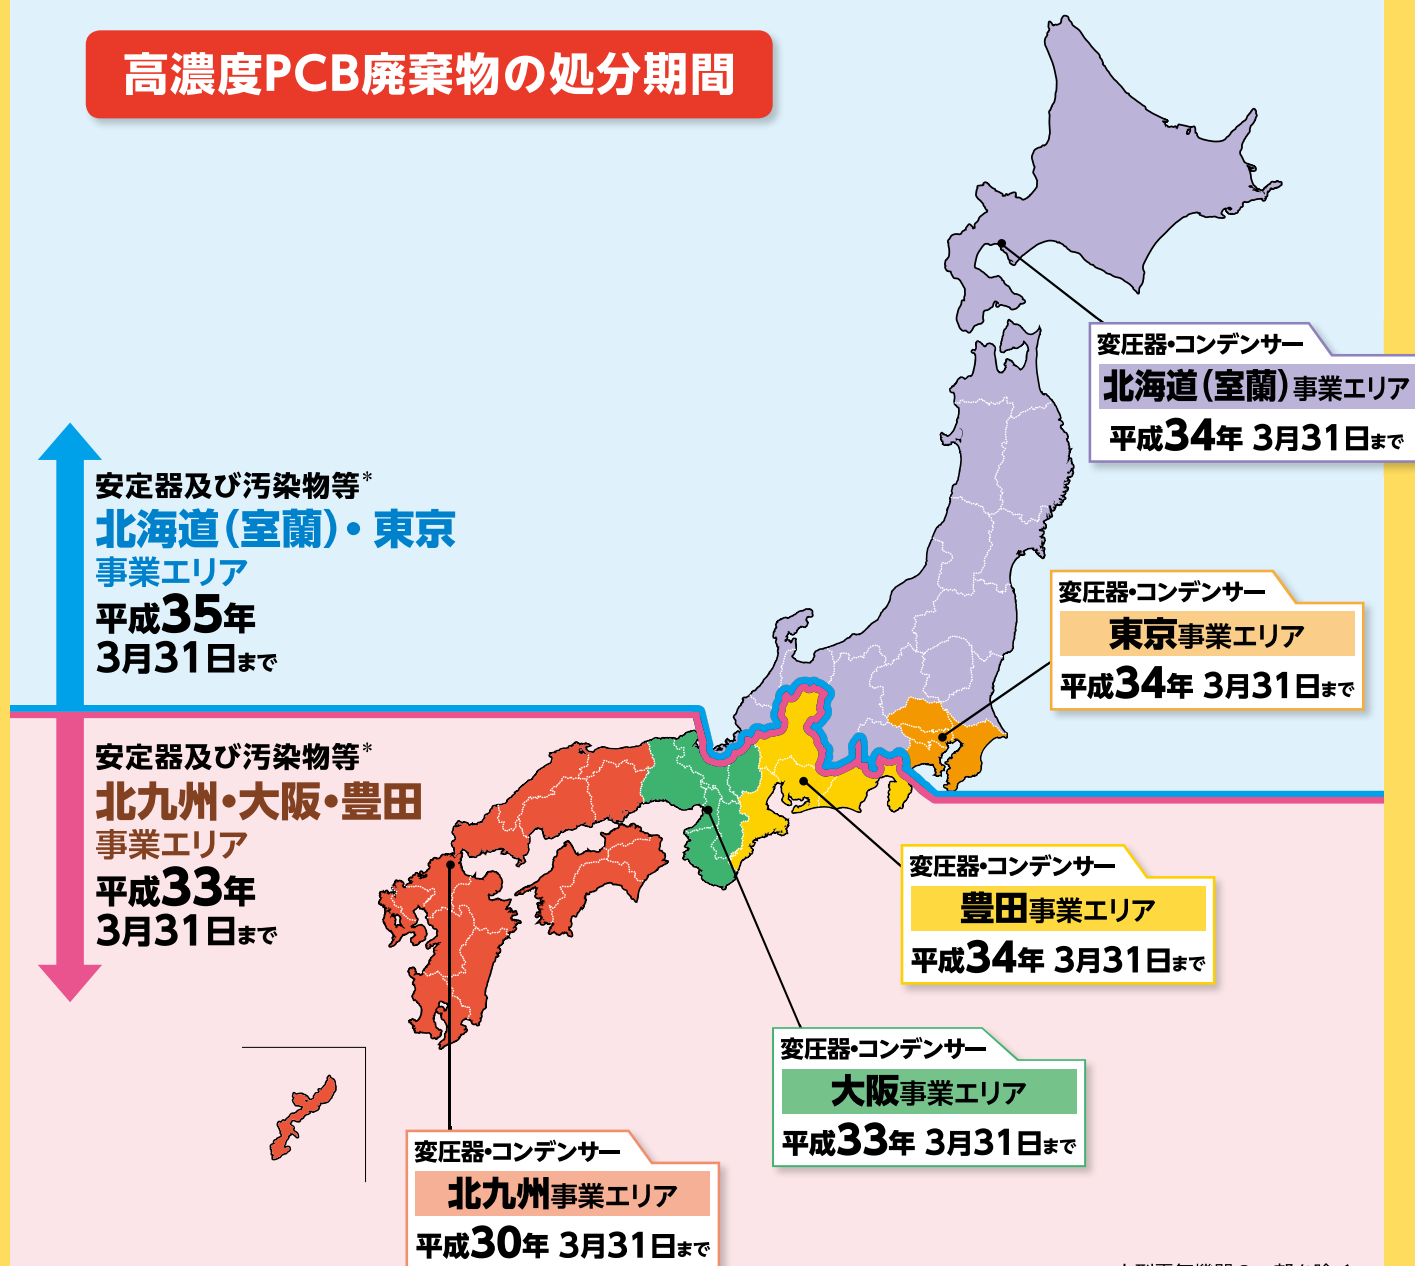 高濃度PCB廃棄物の処分期間
変圧器・コンデンサー
北海道(室蘭)事業エリア
平成34年 3月31日まで
安定器及び汚染物等*
北海道(室蘭)・東京
事業エリア
平成35年
3月31日まで
変圧器・コンデンサー
東京事業エリア
平成34年 3月31日まで
安定器及び汚染物等*
北九州・大阪・豊田
事業エリア
平成33年
3月31日まで
変圧器・コンデンサー
豊田事業エリア
平成34年 3月31日まで
変圧器・コンデンサー
大阪事業エリア
平成33年 3月31日まで
変圧器・コンデンサー
北九州事業エリア
平成30年 3月31日まで